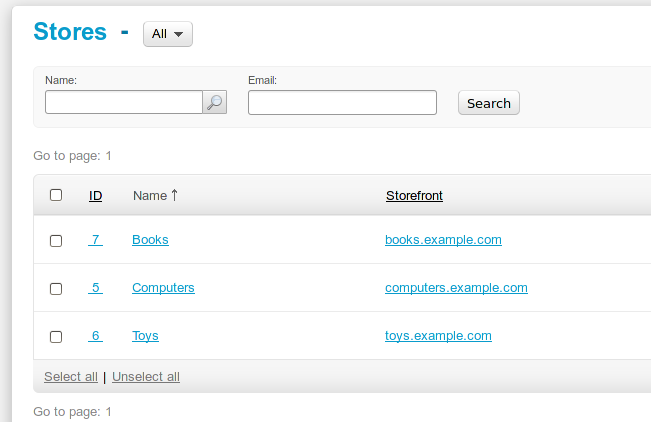 Stores - All
Name: Email:
Search
Go to page: 1
ID Name ↑ Storefront
7 Books books.example.com
5 Computers computers.example.com
6 Toys toys.example.com
Select all | Unselect all
Go to page: 1